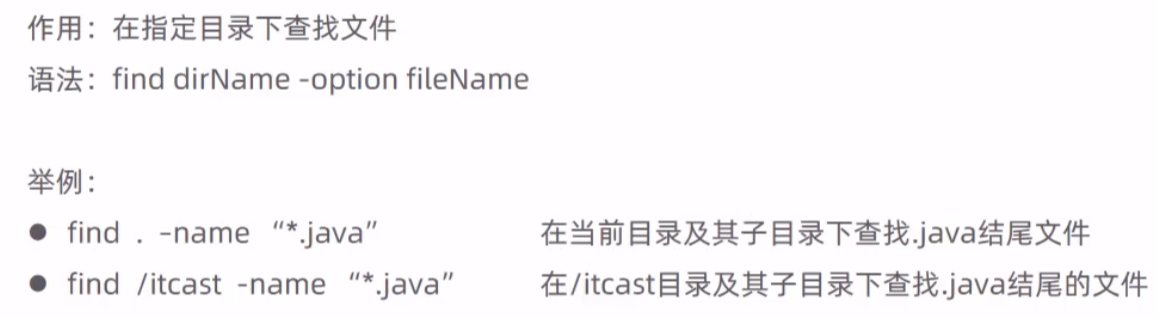 作用：在指定目录下查找文件
语法：find dirName -option fileName
举例：
● find . –name “*.java” 在当前目录及其子目录下查找.java结尾文件
● find /itcast -name “*.java” 在/itcast目录及其子目录下查找.java结尾的文件